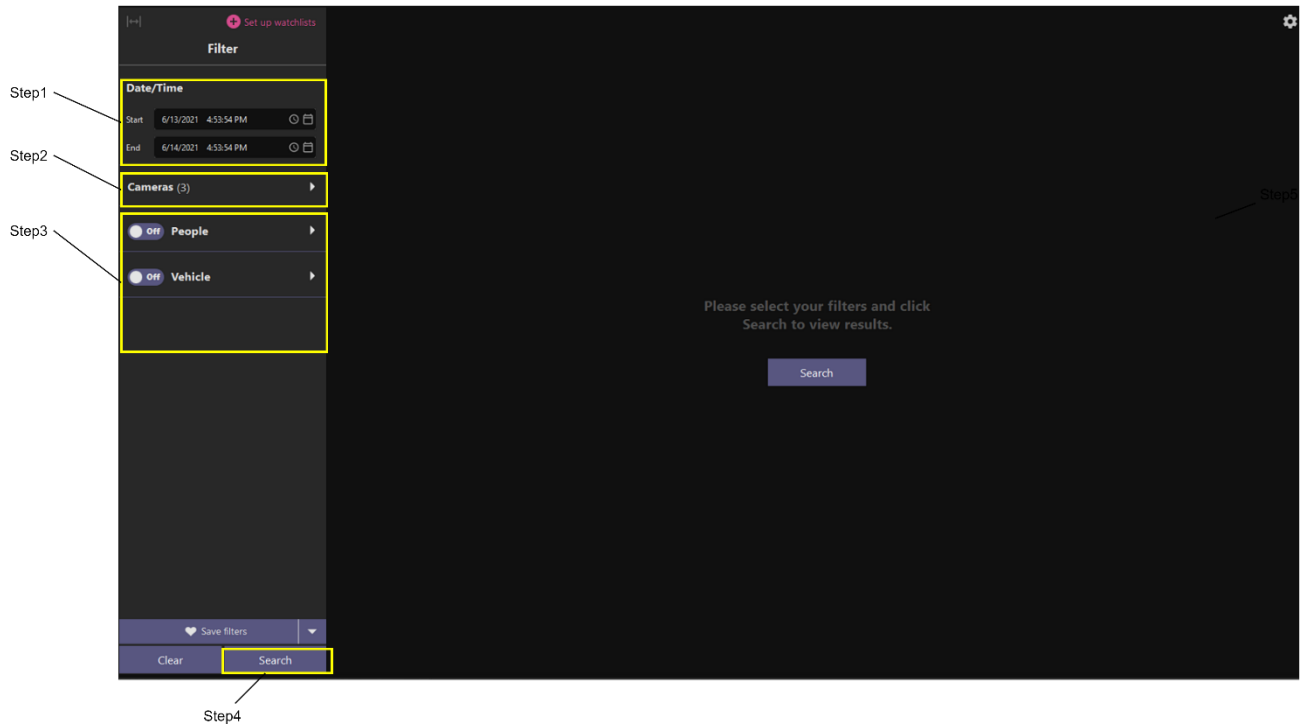 Set up watchlists
Filter
Step1
Date/Time
Start 6/13/2021 4:53:54 PM
End 6/14/2021 4:53:54 PM
Step2
Cameras (3)
Step3
Off People
Off Vehicle
Step5
Please select your filters and click
Search to view results.
Search
Save filters
Clear Search
Step4